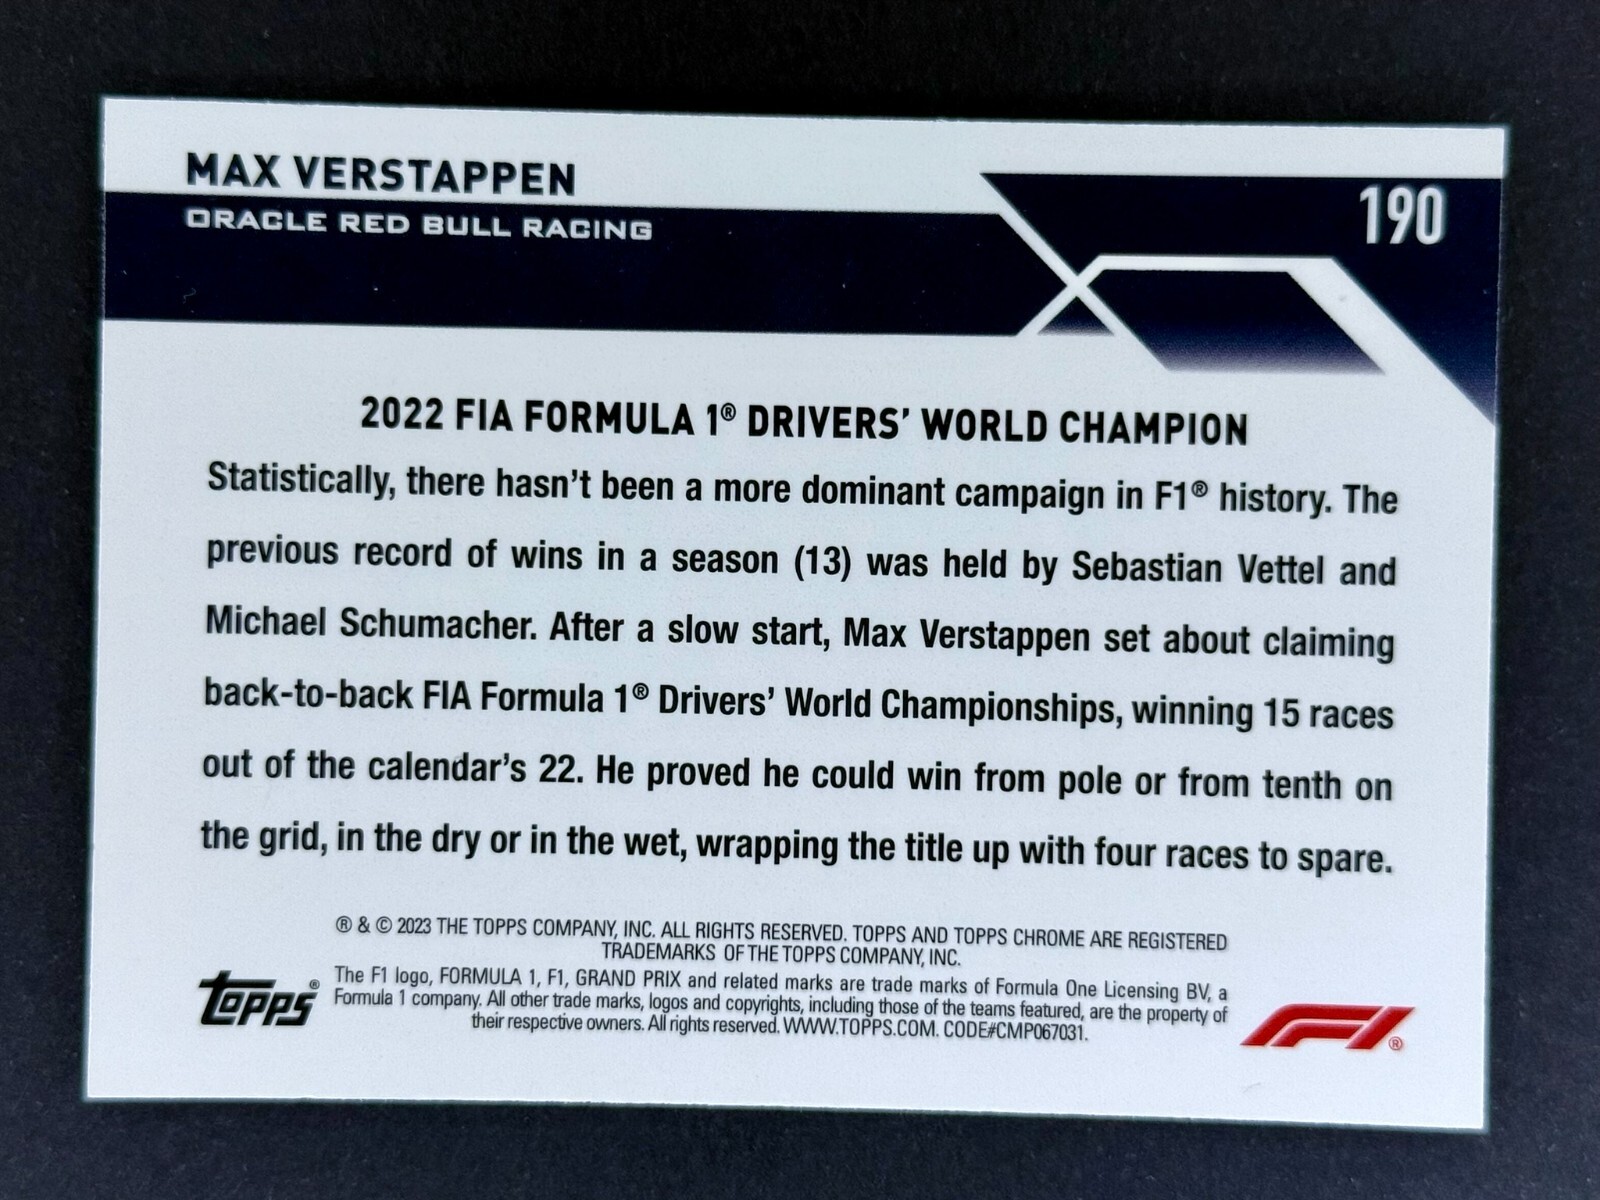 MAX VERSTAPPEN
ORACLE RED BULL RACING
190
2022 FIA FORMULA 1® DRIVERS' WORLD CHAMPION
Statistically, there hasn't been a more dominant campaign in F1® history. The
previous record of wins in a season (13) was held by Sebastian Vettel and
Michael Schumacher. After a slow start, Max Verstappen set about claiming
back-to-back FIA Formula 1® Drivers' World Championships, winning 15 races
out of the calendar's 22. He proved he could win from pole or from tenth on
the grid, in the dry or in the wet, wrapping the title up with four races to spare.
® & © 2023 THE TOPPS COMPANY, INC. ALL RIGHTS RESERVED. TOPPS AND TOPPS CHROME ARE REGISTERED
TRADEMARKS OF THE TOPPS COMPANY, INC.
The F1 logo, FORMULA 1, F1, GRAND PRIX and related marks are trade marks of Formula One Licensing BV, a
Formula 1 company. All other trade marks, logos and copyrights, including those of the teams featured, are the property of
their respective owners. All rights reserved. WWW.TOPPS.COM. CODE#CMP067031.
Topps®
F1®